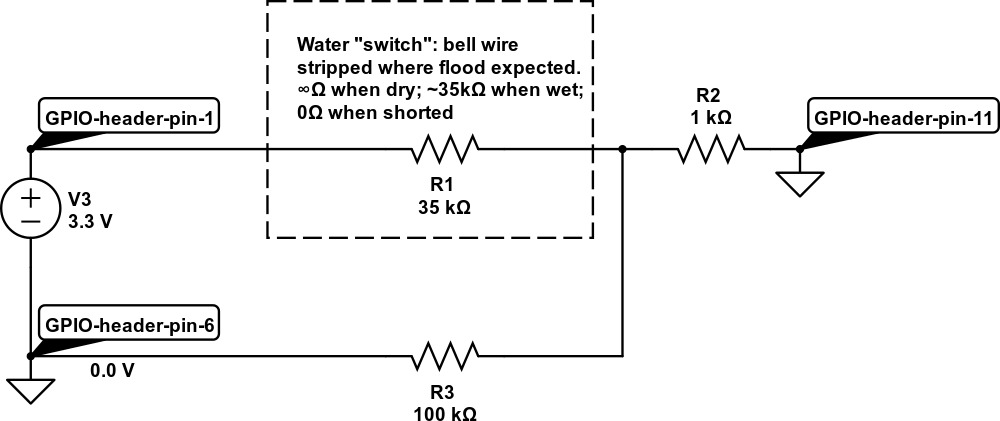 Water "switch": bell wire
stripped where flood expected.
∞Ω when dry; ~35kΩ when wet;
0Ω when shorted
GPIO-header-pin-1
R2
1 kΩ
GPIO-header-pin-11
R1
35 kΩ
+
−
V3
3.3 V
GPIO-header-pin-6
0.0 V
R3
100 kΩ